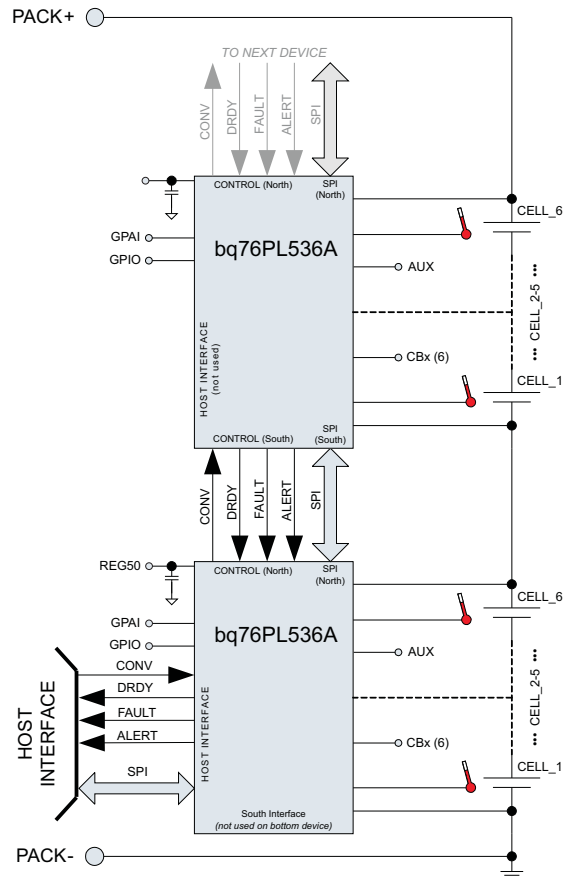 PACK+
TO NEXT DEVICE
CONV
DRDY
FAULT
ALERT
SPI
CONTROL (North)
SPI
(North)
CELL_6
GPAI
GPIO
bq76PL536A
AUX
... CELL_2-5 ...
HOST INTERFACE
(not used)
CBx (6)
CELL_1
CONTROL (South)
SPI
(South)
CONV
DRDY
FAULT
ALERT
SPI
REG50
CONTROL (North)
SPI
(North)
CELL_6
GPAI
GPIO
bq76PL536A
AUX
... CELL_2-5 ...
HOST
INTERFACE
CONV
DRDY
FAULT
ALERT
SPI
HOST INTERFACE
CBx (6)
CELL_1
South Interface
(not used on bottom device)
PACK-